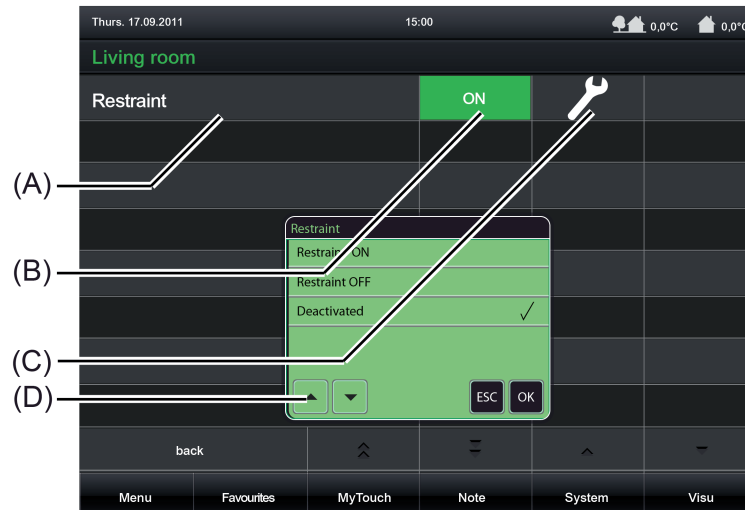 Thurs. 17.09.2011 15:00 0,0°C 0,0°C
Living room
Restraint ON
(A)
Restraint
(B)
Restraint ON
Restraint OFF
Deactivated
(C)
(D)
ESC OK
back
Menu Favourites MyTouch Note System Visu